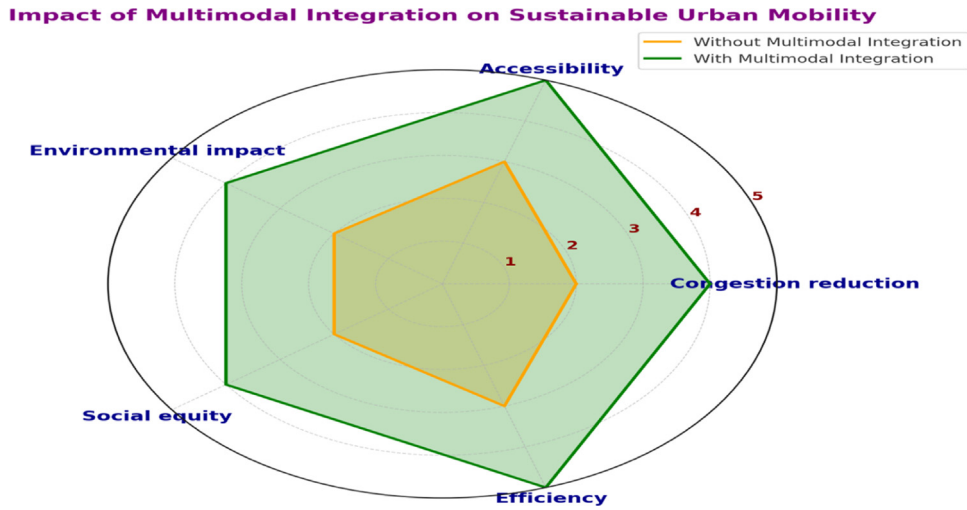 Impact of Multimodal Integration on Sustainable Urban Mobility
Without Multimodal Integration
With Multimodal Integration
Accessibility
Environmental impact
5
4
3
2
1
Congestion reduction
Social equity
Efficiency